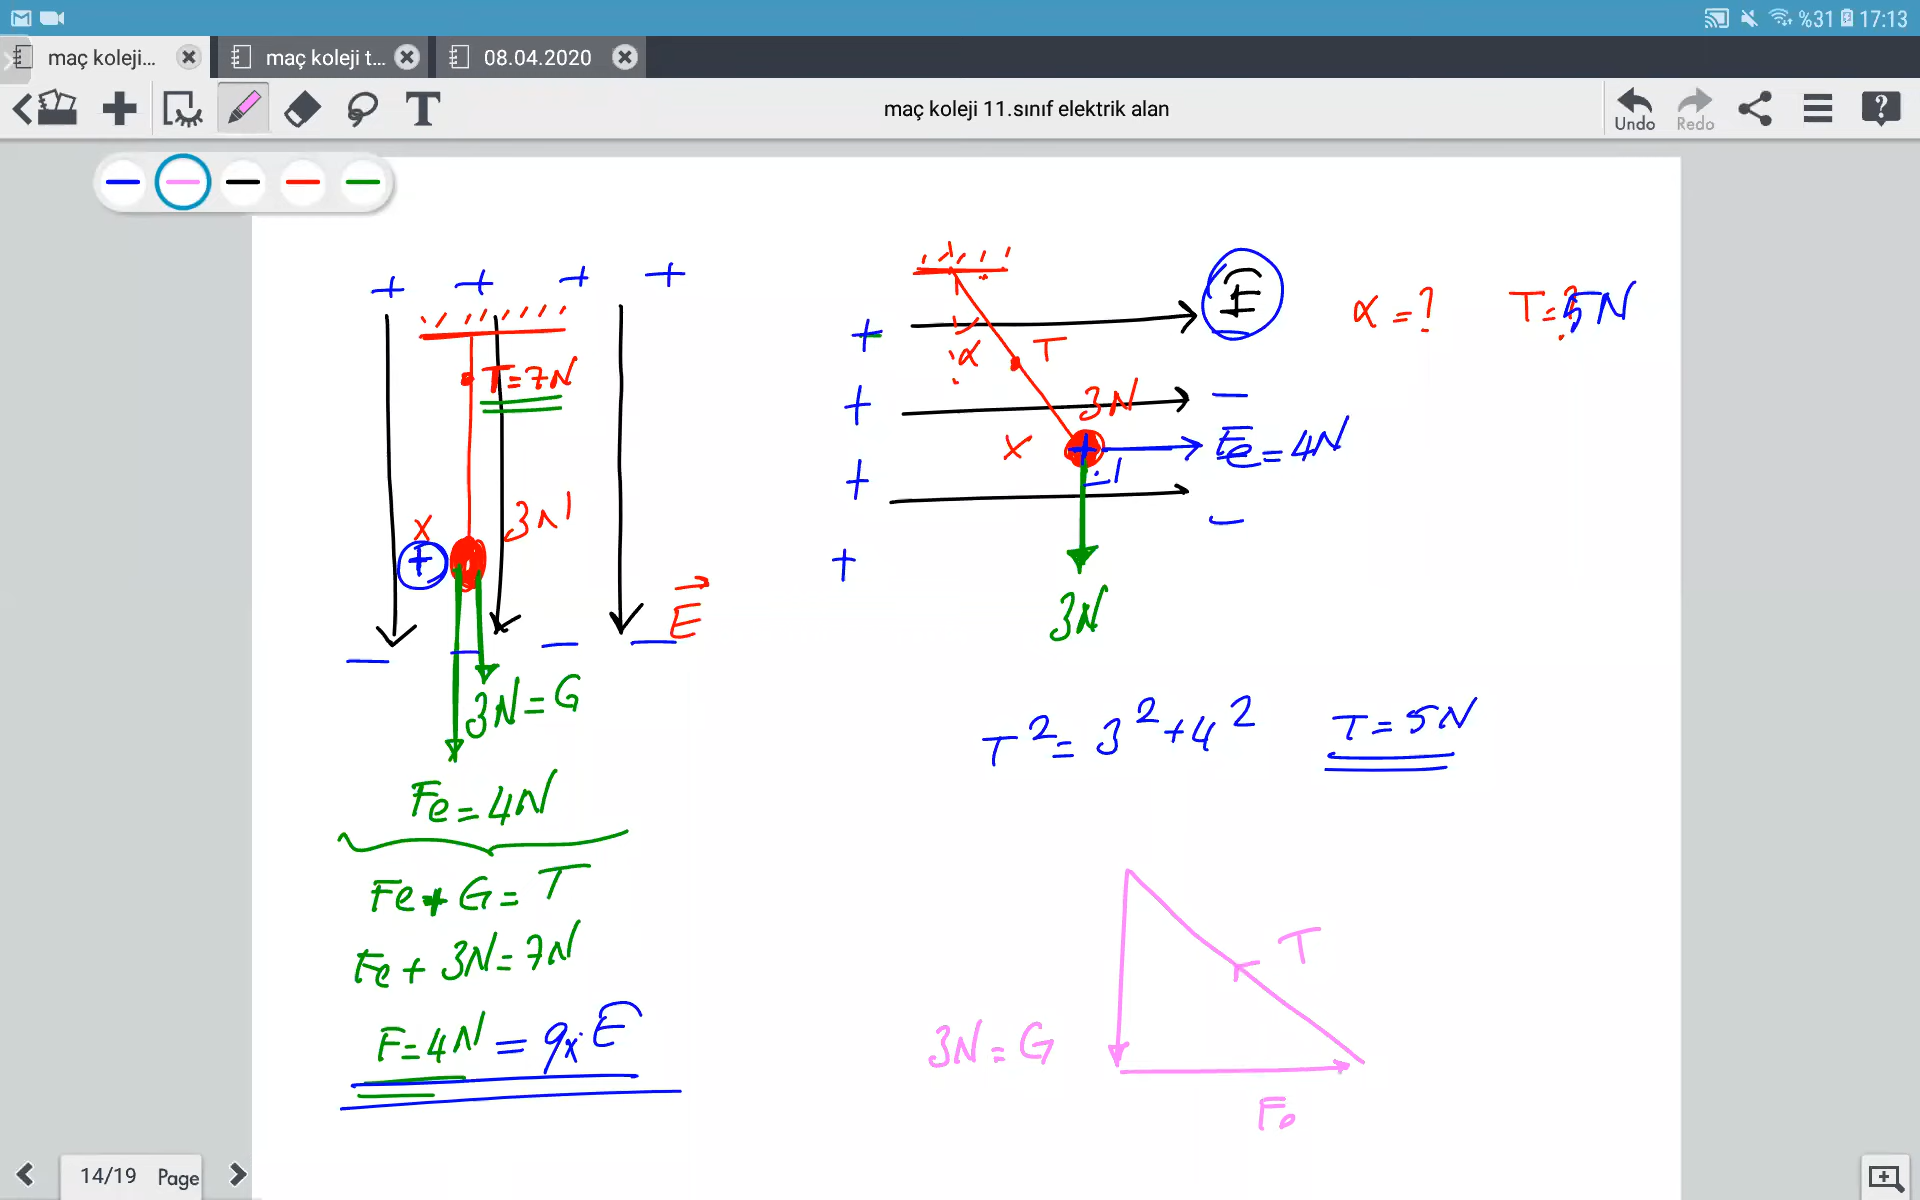 %31 17:13
maç koleji...
maç koleji t...
08.04.2020
T
maç koleji 11.sınıf elektrik alan
Undo
Redo
+ + + +
T=7N
X
+
3N
E
3N=G
Fe=4N
Fe+G=T
Fe+3N=7N
F=4N=qx.E
E
α=?
T=?
5N
+
α
T
+
3N
X
+
Fe=4N
+
+
3N
T²=3²+4²
T=5N
T
3N=G
Fe
14/19 Page